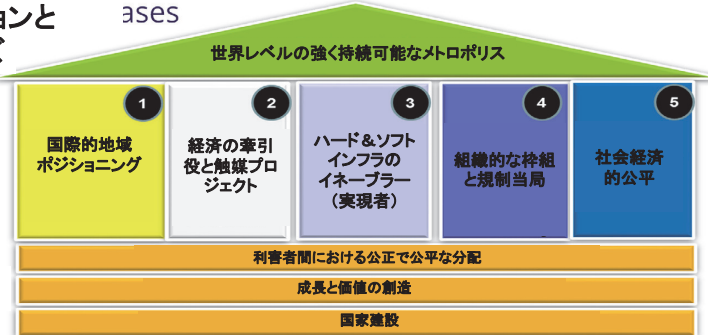 ョンと
ases
世界レベルの強く持続可能なメトロポリス
1
国際的地域
ポジショニング
2
経済の牽引
役と触媒プロ
ジェクト
3
ハード＆ソフト
インフラの
イネーブラー
（実現者）
4
組織的な枠組
と規制当局
5
社会経済
的公平
利害者間における公正で公平な分配
成長と価値の創造
国家建設